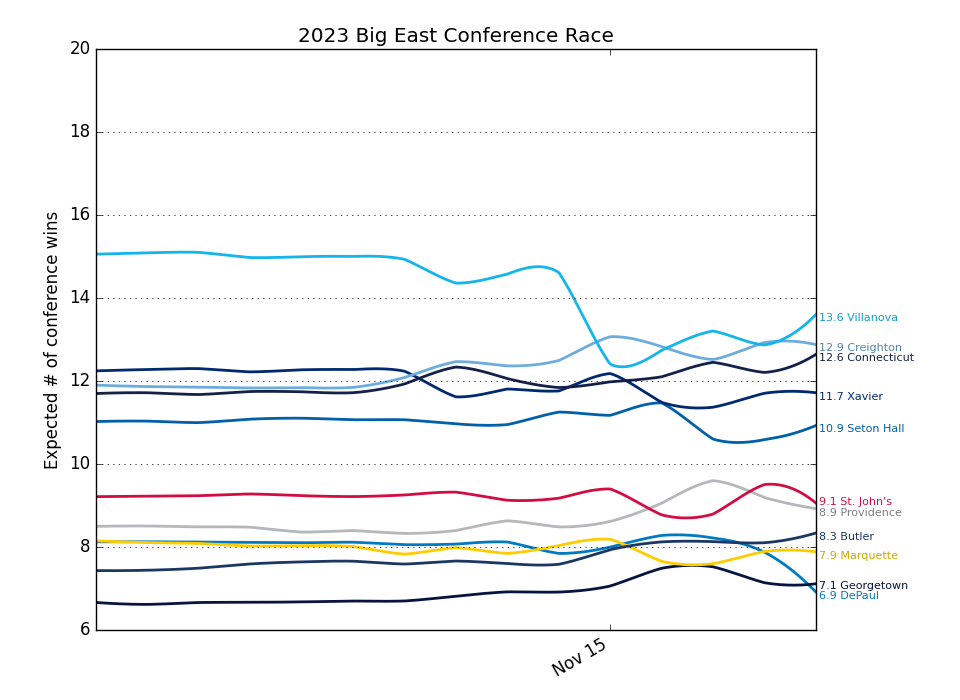 2023 Big East Conference Race
Expected # of conference wins
20
18
16
14
12
10
8
6
13.6 Villanova
12.9 Creighton
12.6 Connecticut
11.7 Xavier
10.9 Seton Hall
9.1 St. John's
8.9 Providence
8.3 Butler
7.9 Marquette
7.1 Georgetown
6.9 DePaul
Nov 15